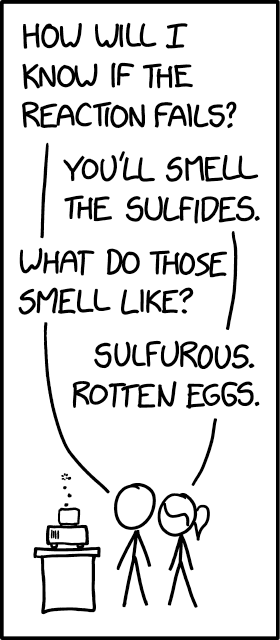 HOW WILL I
KNOW IF THE
REACTION FAILS?
YOU'LL SMELL
THE SULFIDES.
WHAT DO THOSE
SMELL LIKE?
SULFUROUS.
ROTTEN EGGS.